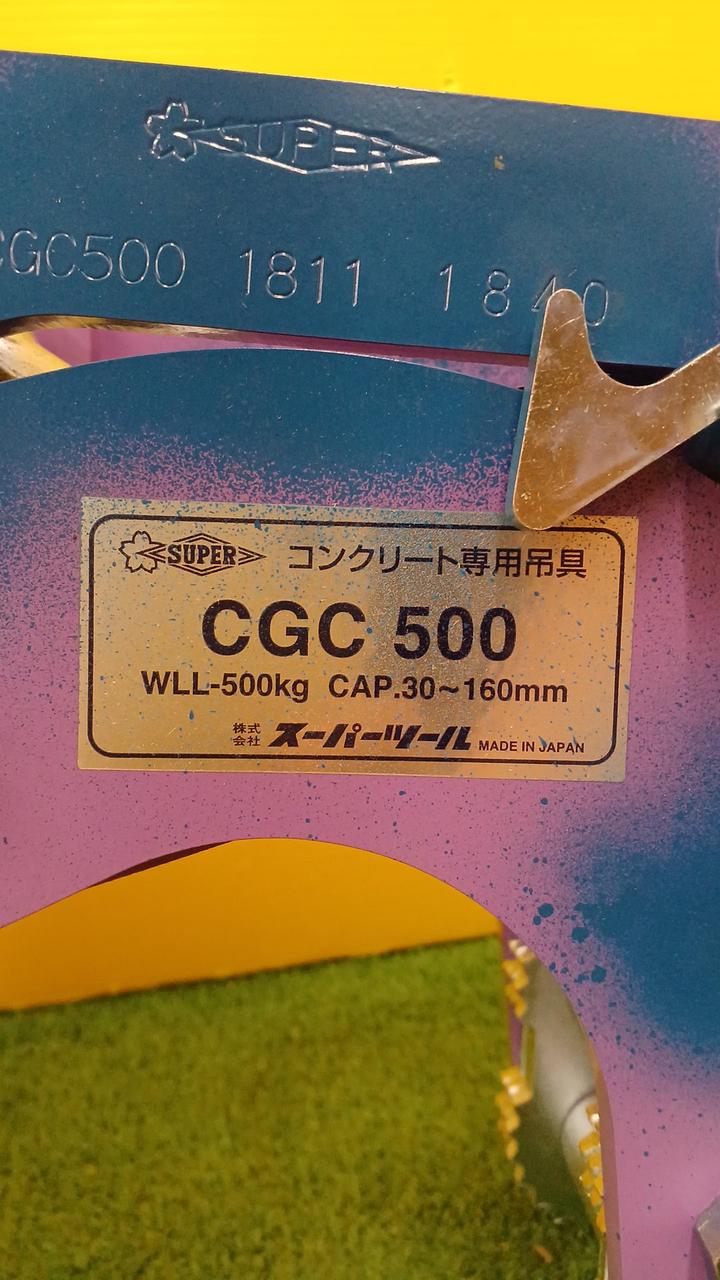 SUPER
CGC500 1811 1840
SUPER コンクリート専用吊具
CGC 500
WLL-500kg CAP.30~160mm
株式会社 スーパーツール MADE IN JAPAN